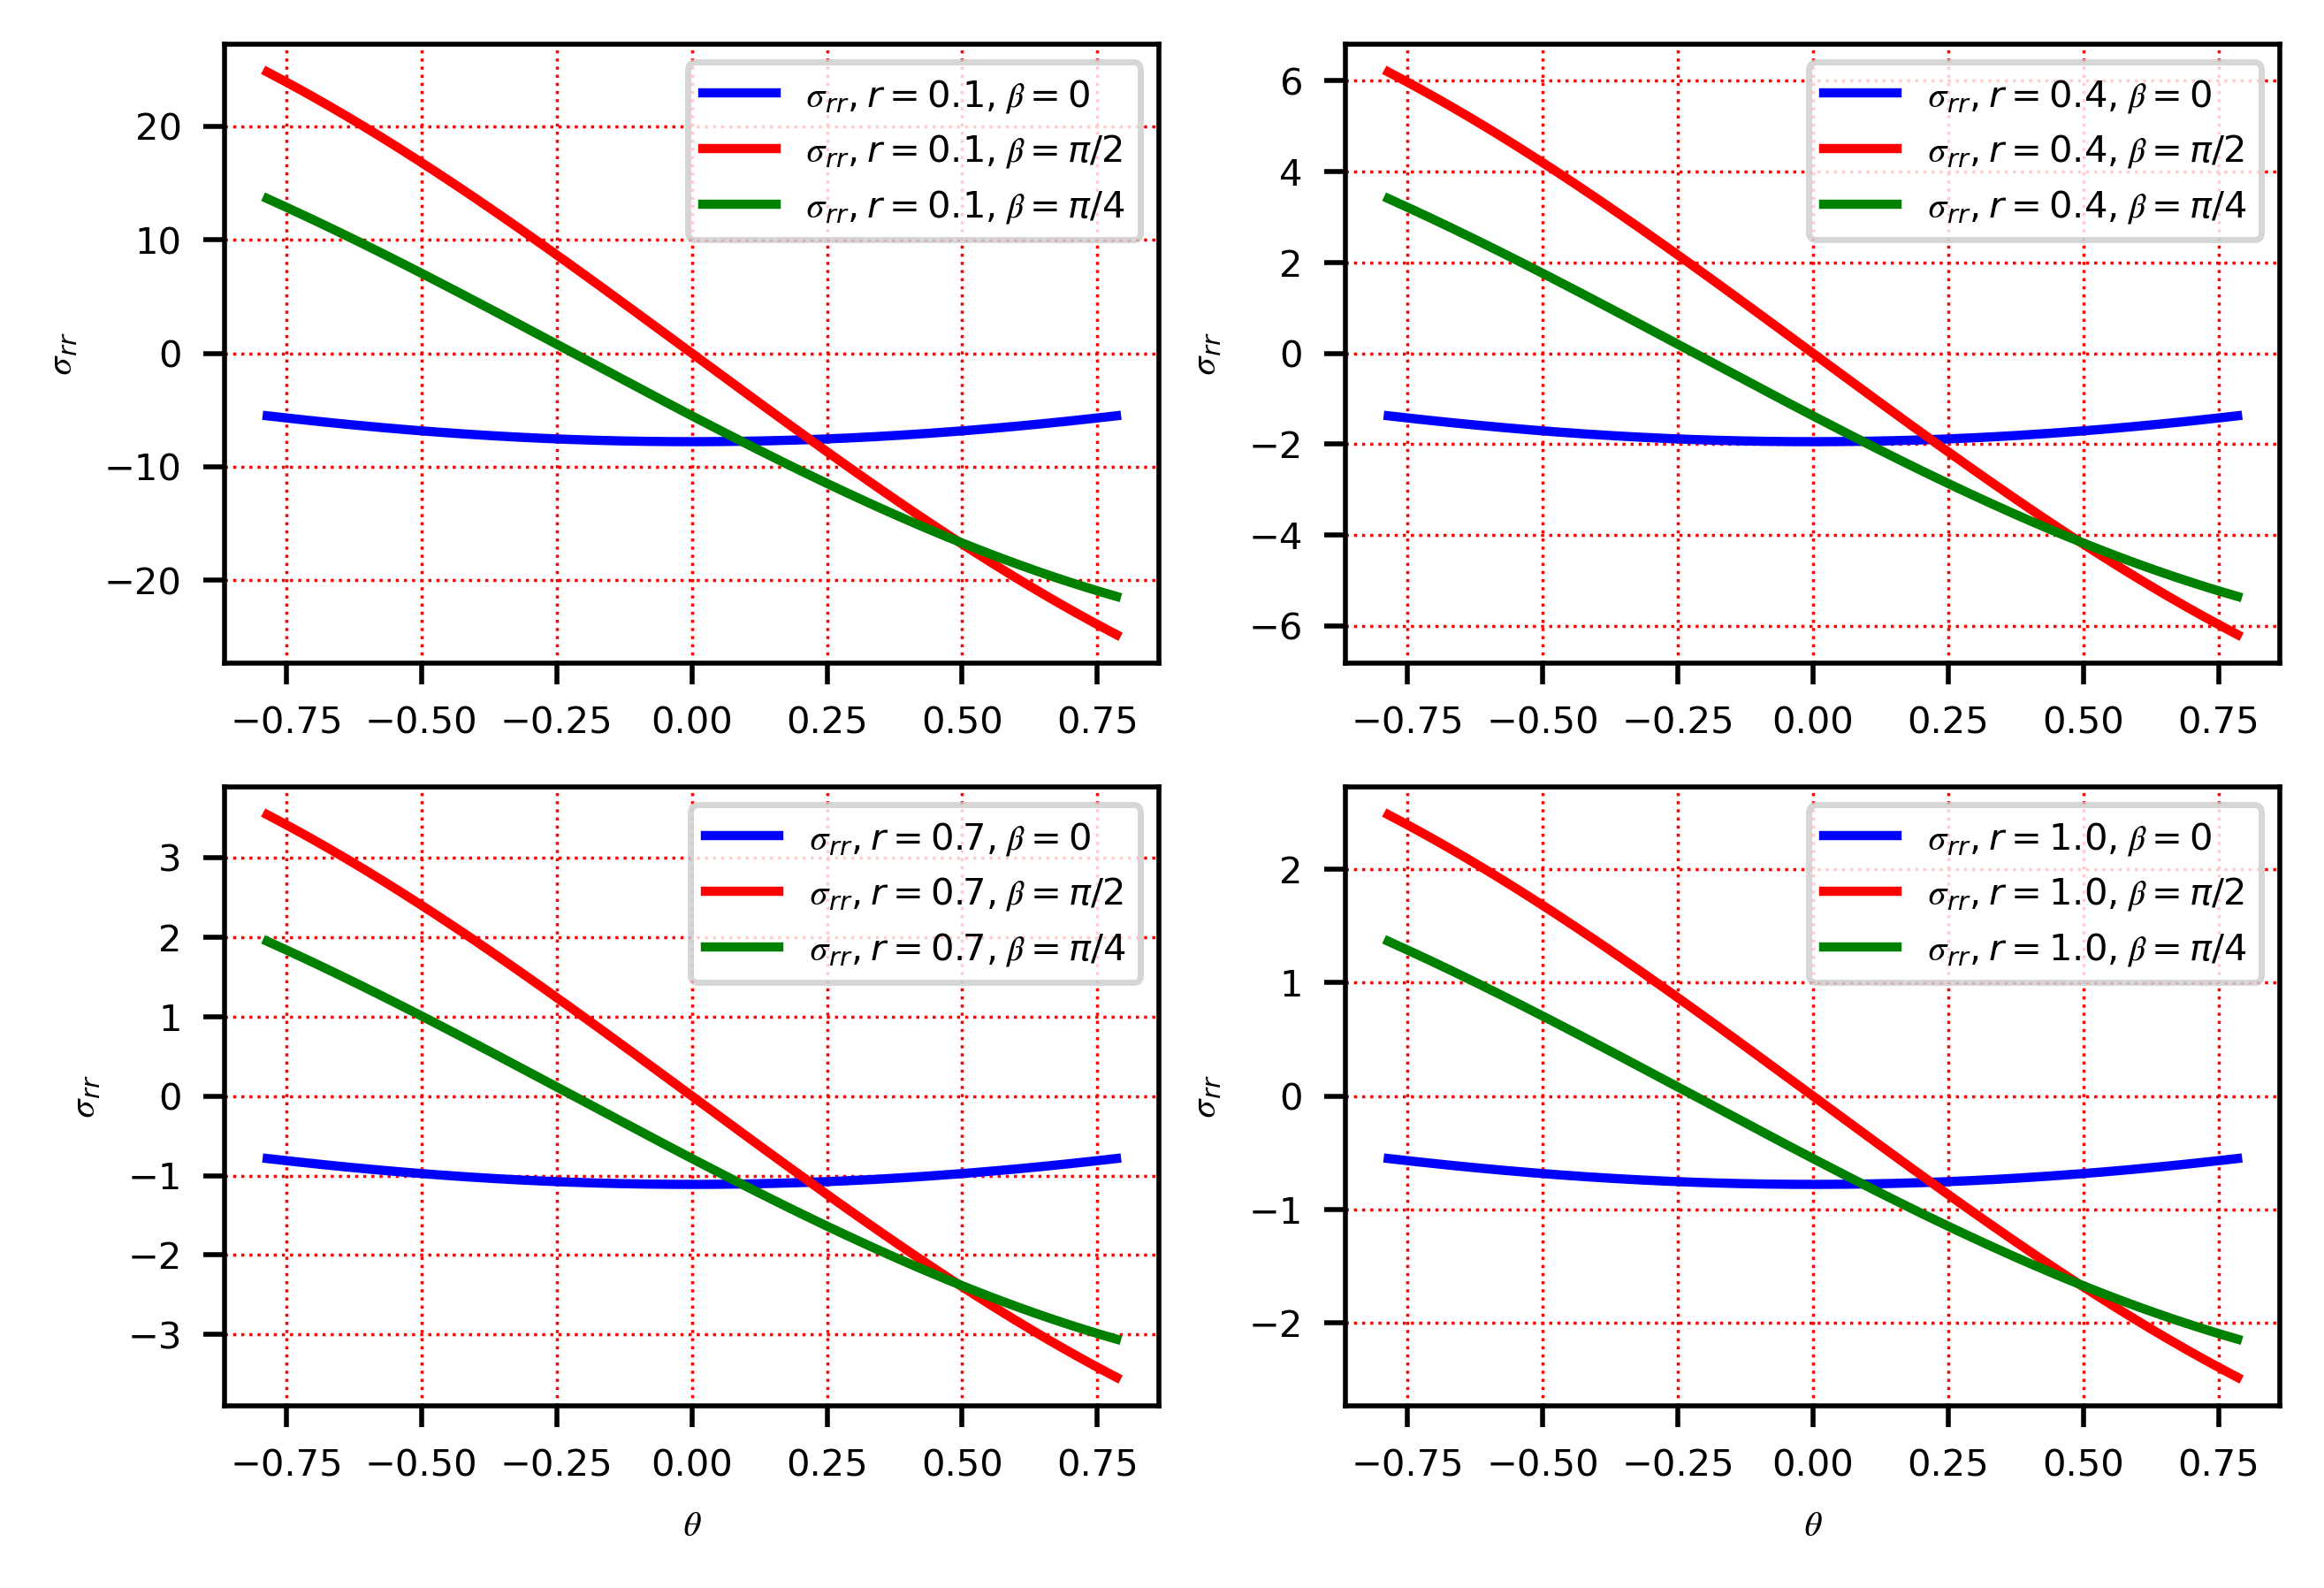 σrr, r = 0.1, β = 0
σrr, r = 0.1, β = π/2
σrr, r = 0.1, β = π/4
20
10
0
−10
−20
σrr
−0.75 −0.50 −0.25 0.00 0.25 0.50 0.75
σrr, r = 0.4, β = 0
σrr, r = 0.4, β = π/2
σrr, r = 0.4, β = π/4
6
4
2
0
−2
−4
−6
σrr
−0.75 −0.50 −0.25 0.00 0.25 0.50 0.75
σrr, r = 0.7, β = 0
σrr, r = 0.7, β = π/2
σrr, r = 0.7, β = π/4
3
2
1
0
−1
−2
−3
σrr
−0.75 −0.50 −0.25 0.00 0.25 0.50 0.75
θ
σrr, r = 1.0, β = 0
σrr, r = 1.0, β = π/2
σrr, r = 1.0, β = π/4
2
1
0
−1
−2
σrr
−0.75 −0.50 −0.25 0.00 0.25 0.50 0.75
θ